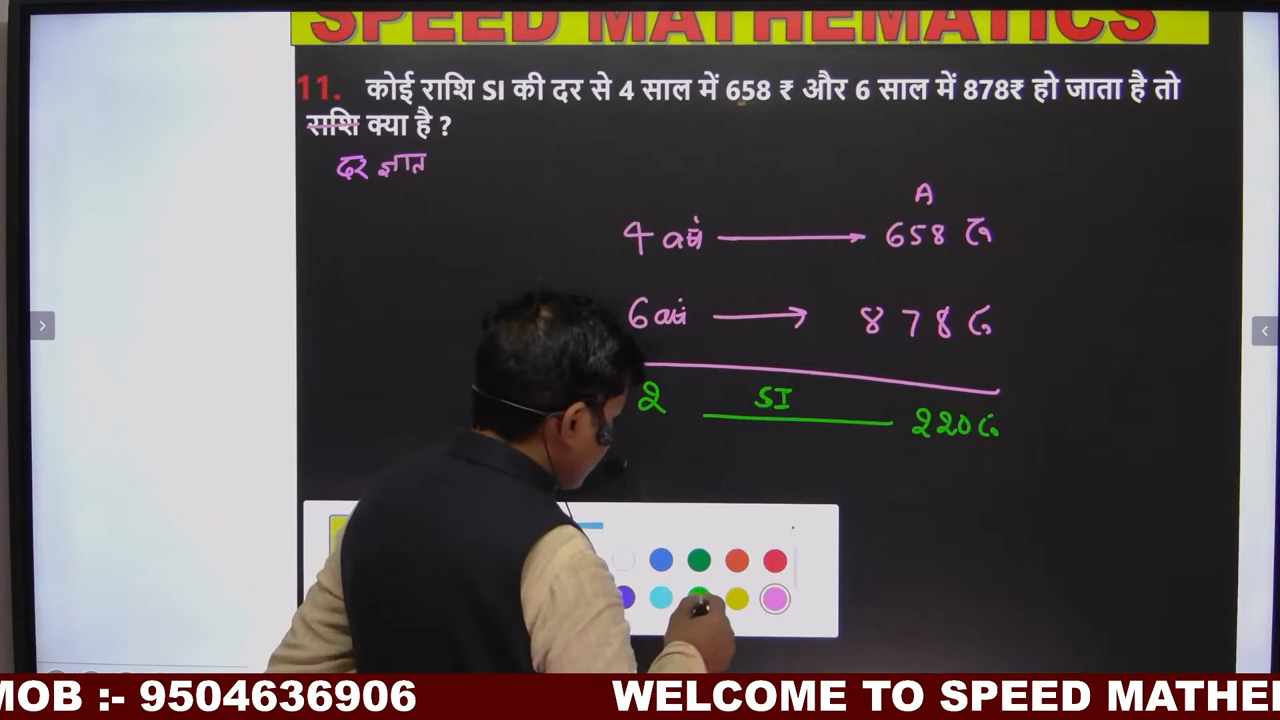 SPEED MATHEMATICS
11. कोई राशि SI की दर से 4 साल में 658 ₹ और 6 साल में 878₹ हो जाता है तो
राशि क्या है ?
दर ज्ञात
A
4 वर्ष 658 रु
6 वर्ष 878 रु
2 SI 220 रु
MOB :- 9504636906 WELCOME TO SPEED MATHE